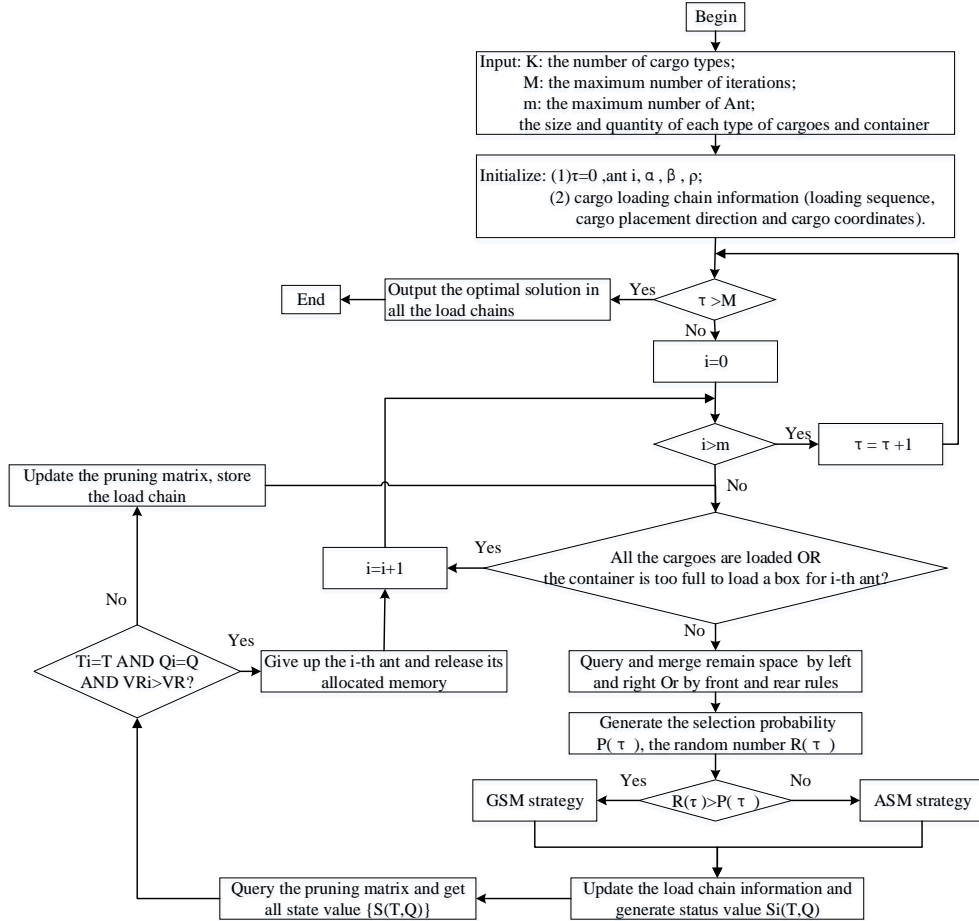 Begin
Input: K: the number of cargo types;
M: the maximum number of iterations;
m: the maximum number of Ant;
the size and quantity of each type of cargoes and container
Initialize: (1)τ=0 ,ant i, α , β , ρ;
(2) cargo loading chain information (loading sequence,
cargo placement direction and cargo coordinates).
τ >M
Yes
Output the optimal solution in
all the load chains
End
No
i=0
i>m
Yes
τ = τ +1
No
Update the pruning matrix, store
the load chain
All the cargoes are loaded OR
the container is too full to load a box for i-th ant?
Yes
i=i+1
No
Query and merge remain space by left
and right Or by front and rear rules
Generate the selection probability
P( τ ), the random number R( τ )
R(τ)>P( τ )
Yes
GSM strategy
No
ASM strategy
Update the load chain information and
generate status value Si(T,Q)
Query the pruning matrix and get
all state value {S(T,Q)}
Ti=T AND Qi=Q
AND VRi>VR?
No
Yes
Give up the i-th ant and release its
allocated memory